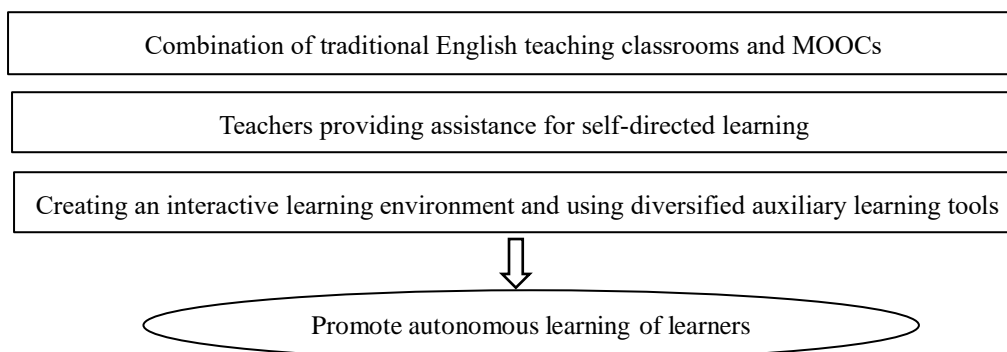 Combination of traditional English teaching classrooms and MOOCs
Teachers providing assistance for self-directed learning
Creating an interactive learning environment and using diversified auxiliary learning tools
Promote autonomous learning of learners